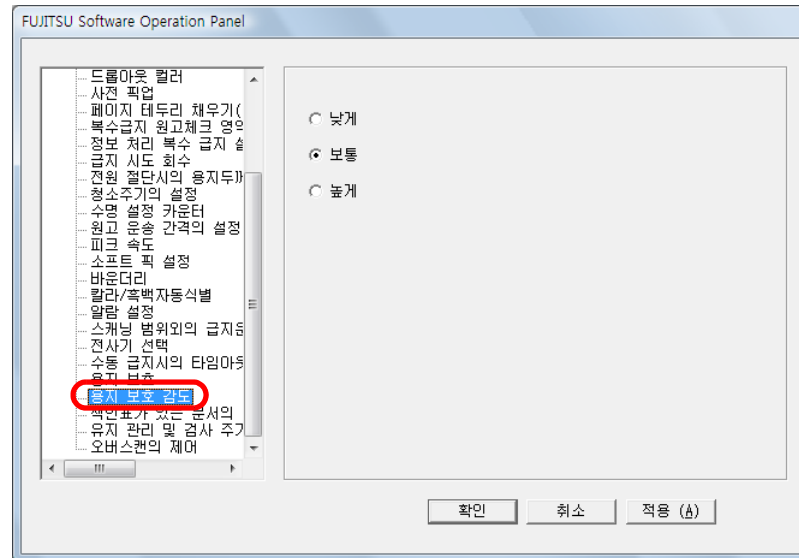 FUJITSU Software Operation Panel
드롭아웃 컬러
사전 픽업
페이지 테두리 채우기(
복수급지 원고체크 영역
정보 처리 복수 급지 설
급지 시도 회수
전원 절단시의 용지두께
청소주기의 설정
수명 설정 카운터
원고 운송 간격의 설정
피크 속도
소프트 픽 설정
바운더리
칼라/흑백자동식별
알람 설정
스캐닝 범위외의 급지운
전사기 선택
수동 급지시의 타임아웃
용지 보호
용지 보호 감도
색인표가 있는 문서의
유지 관리 및 검사 주기
오버스캔의 제어
낮게
보통
높게
확인
취소
적용 (A)